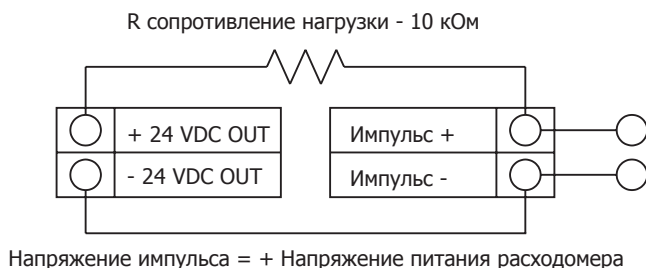 R сопротивление нагрузки - 10 кОм
+ 24 VDC OUT
Импульс +
- 24 VDC OUT
Импульс -
Напряжение импульса = + Напряжение питания расходомера